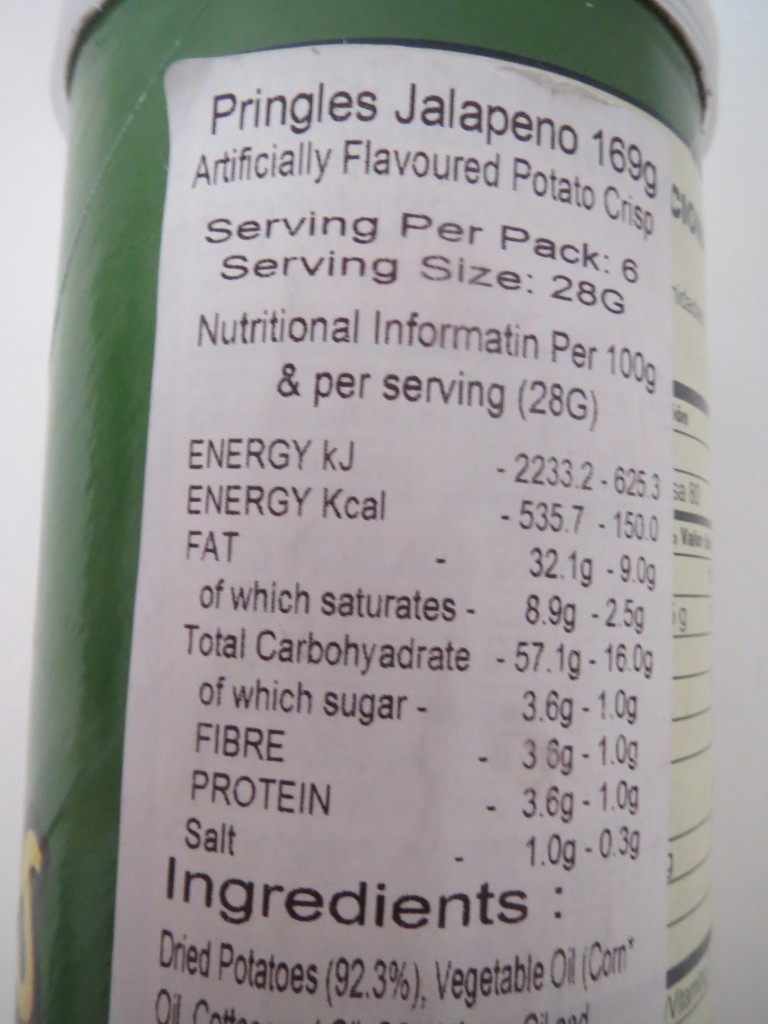 Pringles Jalapeno 169g
Artificially Flavoured Potato Crisp
Serving Per Pack: 6
Serving Size: 28G
Nutritional Informatin Per 100g
& per serving (28G)
ENERGY kJ - 2233.2 - 625.3
ENERGY Kcal - 535.7 - 150.0
FAT - 32.1g - 9.0g
of which saturates - 8.9g - 2.5g
Total Carbohyadrate - 57.1g - 16.0g
of which sugar - 3.6g - 1.0g
FIBRE - 3 6g - 1.0g
PROTEIN - 3.6g - 1.0g
Salt - 1.0g - 0.3g
Ingredients :
Dried Potatoes (92.3%), Vegetable Oil (Corn*
Oil